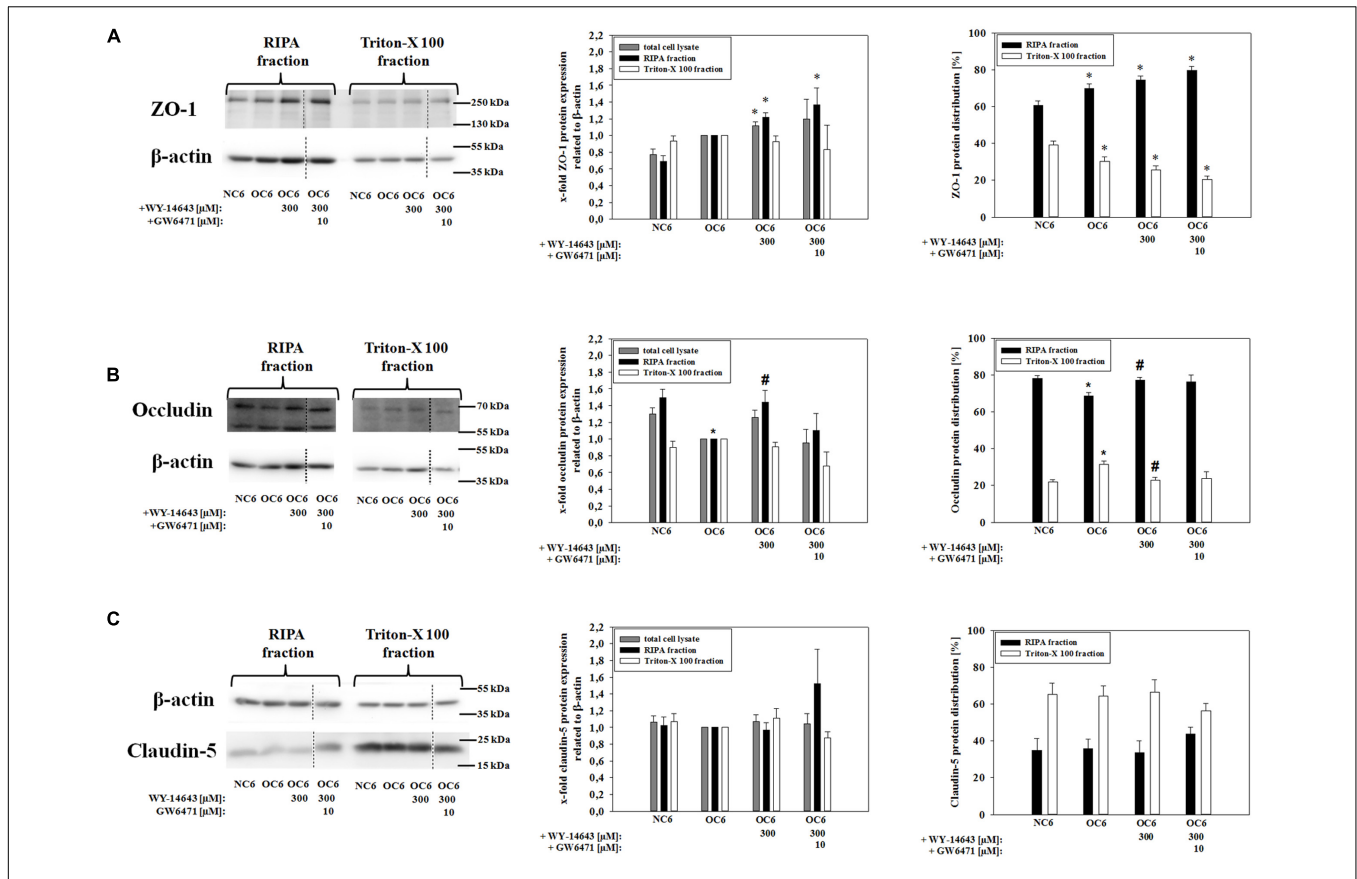 A
RIPA
fraction
Triton-X 100
fraction
ZO-1
250 kDa
130 kDa
β-actin
55 kDa
35 kDa
NC6 OC6 OC6 OC6 NC6 OC6 OC6 OC6
+WY-14643 [µM]: 300 300 300 300
+GW6471 [µM]: 10 10
x-fold ZO-1 protein expression
related to β-actin
2,2
2,0
1,8
1,6
1,4
1,2
1,0
0,8
0,6
0,4
0,2
0,0
total cell lysate
RIPA fraction
Triton-X 100 fraction
* * *
NC6 OC6 OC6 OC6
+ WY-14643 [µM]: 300 300
+ GW6471 [µM]: 10
ZO-1 protein distribution [%]
100
80
60
40
20
0
RIPA fraction
Triton-X 100 fraction
* * * * * *
NC6 OC6 OC6 OC6
+ WY-14643 [µM]: 300 300
+ GW6471 [µM]: 10
B
RIPA
fraction
Triton-X 100
fraction
Occludin
70 kDa
55 kDa
β-actin
55 kDa
35 kDa
NC6 OC6 OC6 OC6 NC6 OC6 OC6 OC6
+WY-14643 [µM]: 300 300 300 300
+GW6471 [µM]: 10 10
x-fold occludin protein expression
related to β-actin
2,2
2,0
1,8
1,6
1,4
1,2
1,0
0,8
0,6
0,4
0,2
0,0
total cell lysate
RIPA fraction
Triton-X 100 fraction
* #
NC6 OC6 OC6 OC6
+ WY-14643 [µM]: 300 300
+ GW6471 [µM]: 10
Occludin protein distribution [%]
100
80
60
40
20
0
RIPA fraction
Triton-X 100 fraction
* * # #
NC6 OC6 OC6 OC6
+ WY-14643 [µM]: 300 300
+ GW6471 [µM]: 10
C
RIPA
fraction
Triton-X 100
fraction
β-actin
55 kDa
35 kDa
Claudin-5
25 kDa
15 kDa
NC6 OC6 OC6 OC6 NC6 OC6 OC6 OC6
WY-14643 [µM]: 300 300 300 300
GW6471 [µM]: 10 10
x-fold claudin-5 protein expression
related to β-actin
2,2
2,0
1,8
1,6
1,4
1,2
1,0
0,8
0,6
0,4
0,2
0,0
total cell lysate
RIPA fraction
Triton-X 100 fraction
NC6 OC6 OC6 OC6
+ WY-14643 [µM]: 300 300
+ GW6471 [µM]: 10
Claudin-5 protein distribution [%]
100
80
60
40
20
0
RIPA fraction
Triton-X 100 fraction
NC6 OC6 OC6 OC6
+ WY-14643 [µM]: 300 300
+ GW6471 [µM]: 10